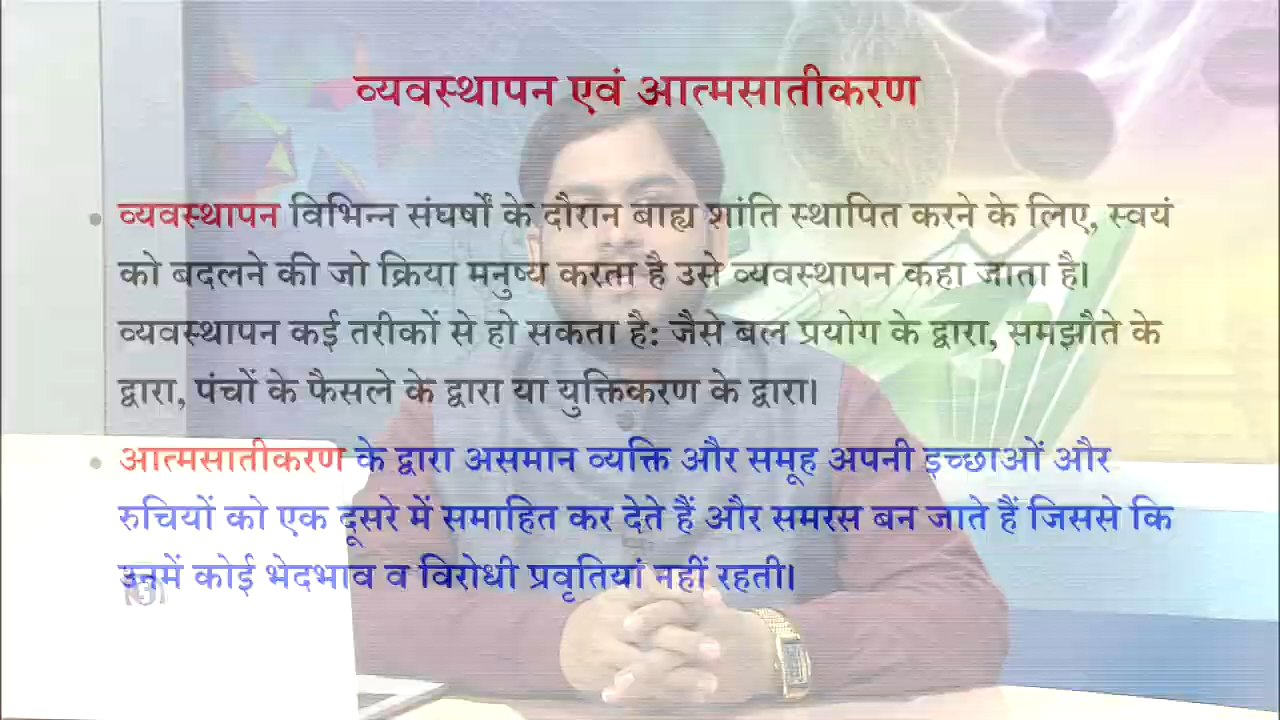 व्यवस्थापन एवं आत्मसातीकरण
• व्यवस्थापन विभिन्न संघर्षों के दौरान बाह्य शांति स्थापित करने के लिए, स्वयं
को बदलने की जो क्रिया मनुष्य करता है उसे व्यवस्थापन कहा जाता है।
व्यवस्थापन कई तरीकों से हो सकता है: जैसे बल प्रयोग के द्वारा, समझौते के
द्वारा, पंचों के फैसले के द्वारा या युक्तिकरण के द्वारा।
• आत्मसातीकरण के द्वारा असमान व्यक्ति और समूह अपनी इच्छाओं और
रुचियों को एक दूसरे में समाहित कर देते हैं और समरस बन जाते हैं जिससे कि
उनमें कोई भेदभाव व विरोधी प्रवृतियां नहीं रहती।